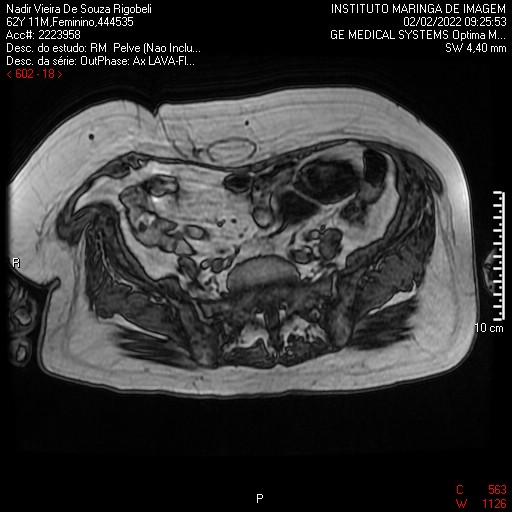 Nadir Vieira De Souza Rigobeli
62Y 11M,Feminino,444535
Acc#: 2223958
Desc. do estudo: RM Pelve (Nao Inclu...
Desc. da série: OutPhase: Ax LAVA-Fl...
< 602 - 18 >
INSTITUTO MARINGA DE IMAGEM
02/02/2022 09:25:53
GE MEDICAL SYSTEMS Optima M...
SW 4,40 mm
R
10 cm
P
C 563
W 1126